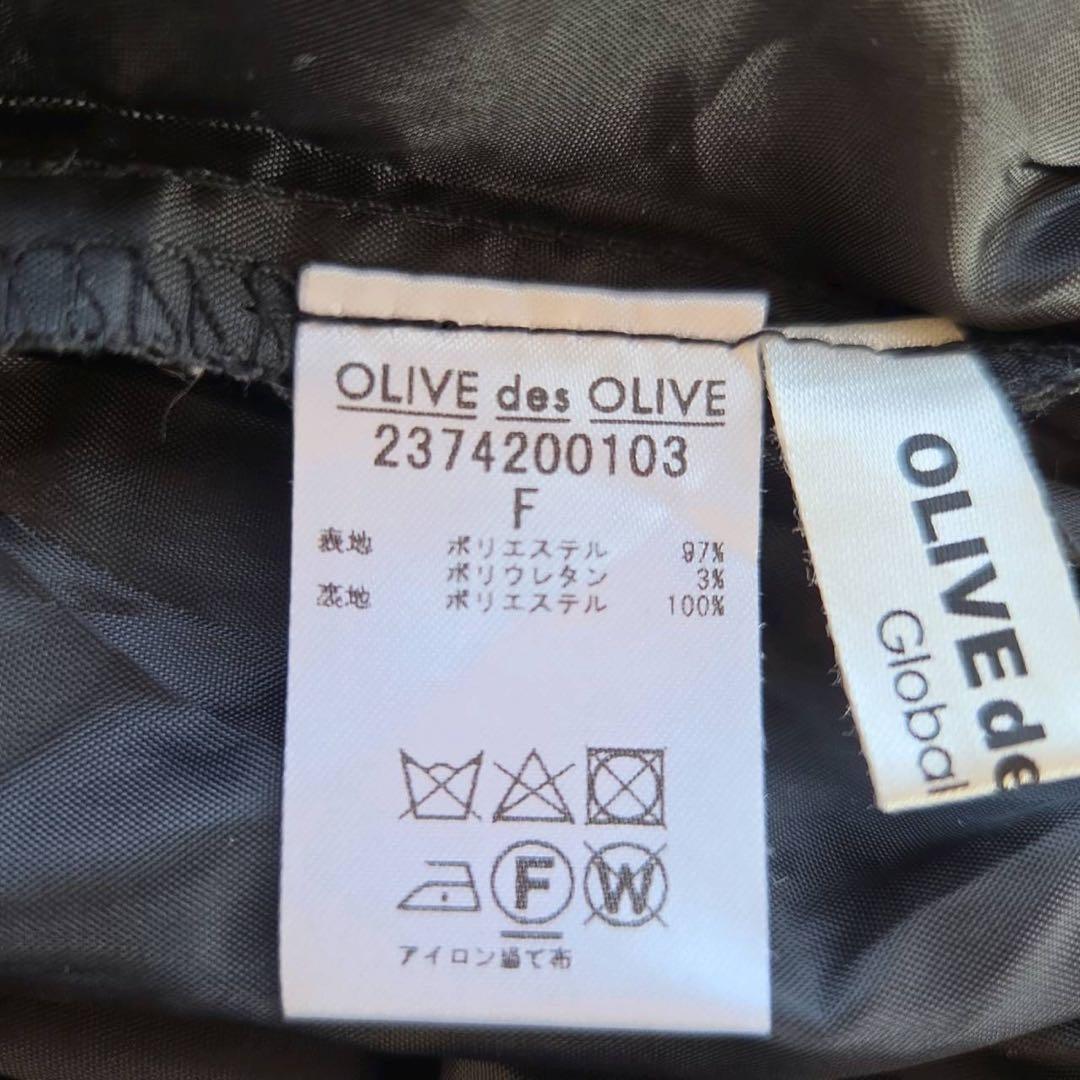 OLIVE des OLIVE
2374200103
F
表地 ポリエステル 97%
ポリウレタン 3%
裏地 ポリエステル 100%
F W
アイロン当て布
OLIVE de
Global